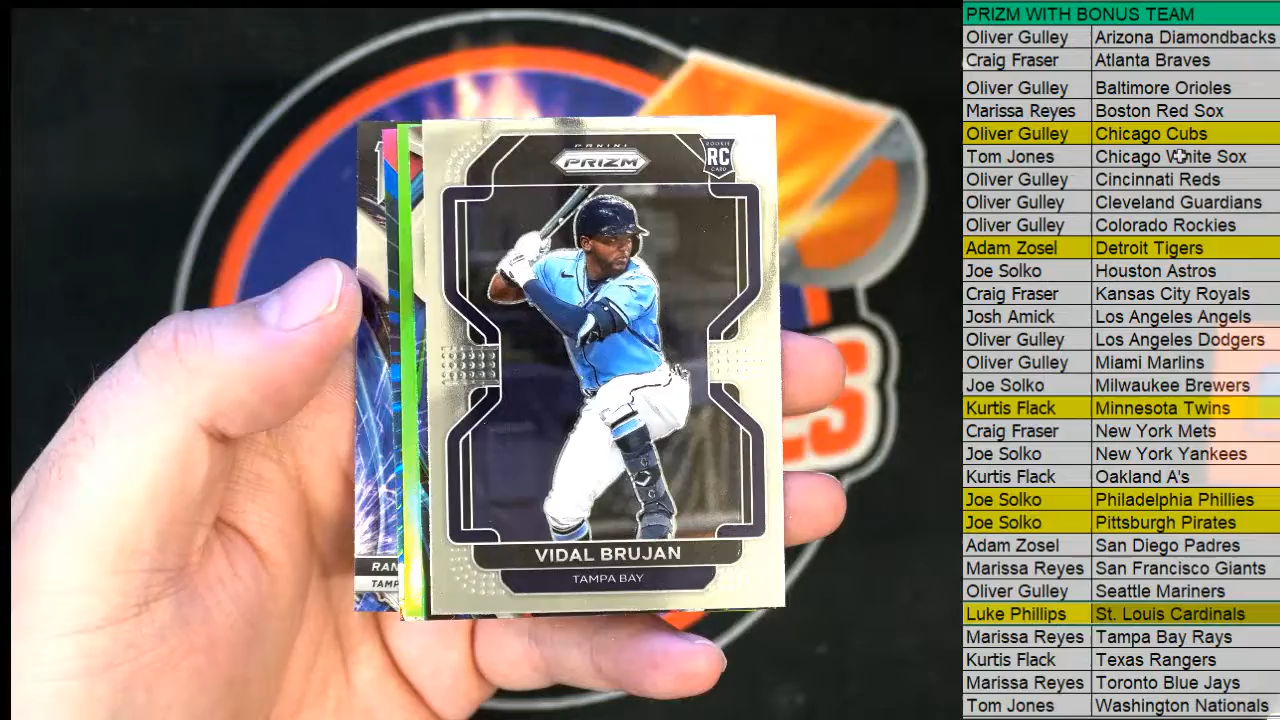 PRIZM WITH BONUS TEAM
Oliver Gulley Arizona Diamondbacks
Craig Fraser Atlanta Braves
Oliver Gulley Baltimore Orioles
Marissa Reyes Boston Red Sox
Oliver Gulley Chicago Cubs
Tom Jones Chicago White Sox
Oliver Gulley Cincinnati Reds
Oliver Gulley Cleveland Guardians
Oliver Gulley Colorado Rockies
Adam Zosel Detroit Tigers
Joe Solko Houston Astros
Craig Fraser Kansas City Royals
Josh Amick Los Angeles Angels
Oliver Gulley Los Angeles Dodgers
Oliver Gulley Miami Marlins
Joe Solko Milwaukee Brewers
Kurtis Flack Minnesota Twins
Craig Fraser New York Mets
Joe Solko New York Yankees
Kurtis Flack Oakland A's
Joe Solko Philadelphia Phillies
Joe Solko Pittsburgh Pirates
Adam Zosel San Diego Padres
Marissa Reyes San Francisco Giants
Oliver Gulley Seattle Mariners
Luke Phillips St. Louis Cardinals
Marissa Reyes Tampa Bay Rays
Kurtis Flack Texas Rangers
Marissa Reyes Toronto Blue Jays
Tom Jones Washington Nationals
PANINI
PRIZM
ROOKIE
RC
CARD
VIDAL BRUJAN
TAMPA BAY
RAN
TAMP